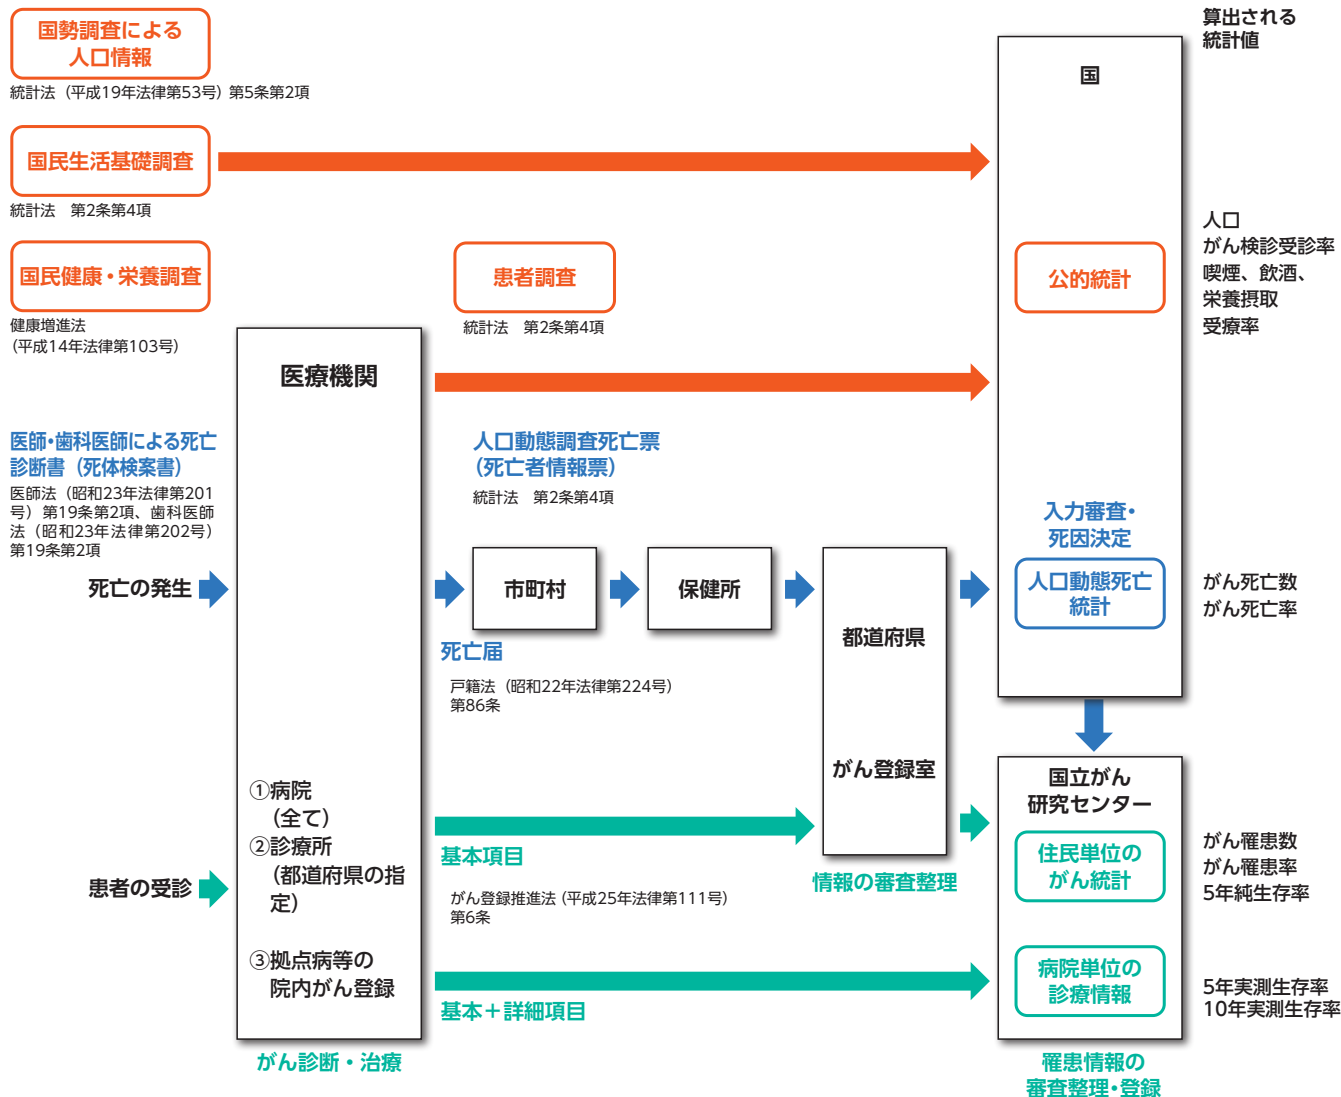 国勢調査による
人口情報
統計法（平成19年法律第53号）第5条第2項
国民生活基礎調査
統計法　第2条第4項
国民健康・栄養調査
健康増進法
（平成14年法律第103号）
患者調査
統計法　第2条第4項
医療機関
医師・歯科医師による死亡
診断書（死体検案書）
医師法（昭和23年法律第201
号）第19条第2項、歯科医師
法（昭和23年法律第202号）
第19条第2項
死亡の発生
人口動態調査死亡票
（死亡者情報票）
統計法　第2条第4項
市町村
保健所
死亡届
戸籍法（昭和22年法律第224号）
第86条
都道府県
がん登録室
情報の審査整理
①病院
（全て）
②診療所
（都道府県の指
定）
③拠点病等の
院内がん登録
患者の受診
がん診断・治療
基本項目
がん登録推進法（平成25年法律第111号）
第6条
基本＋詳細項目
国
公的統計
入力審査・
死因決定
人口動態死亡
統計
国立がん
研究センター
住民単位の
がん統計
病院単位の
診療情報
罹患情報の
審査整理・登録
算出される
統計値
人口
がん検診受診率
喫煙、飲酒、
栄養摂取
受療率
がん死亡数
がん死亡率
がん罹患数
がん罹患率
5年純生存率
5年実測生存率
10年実測生存率